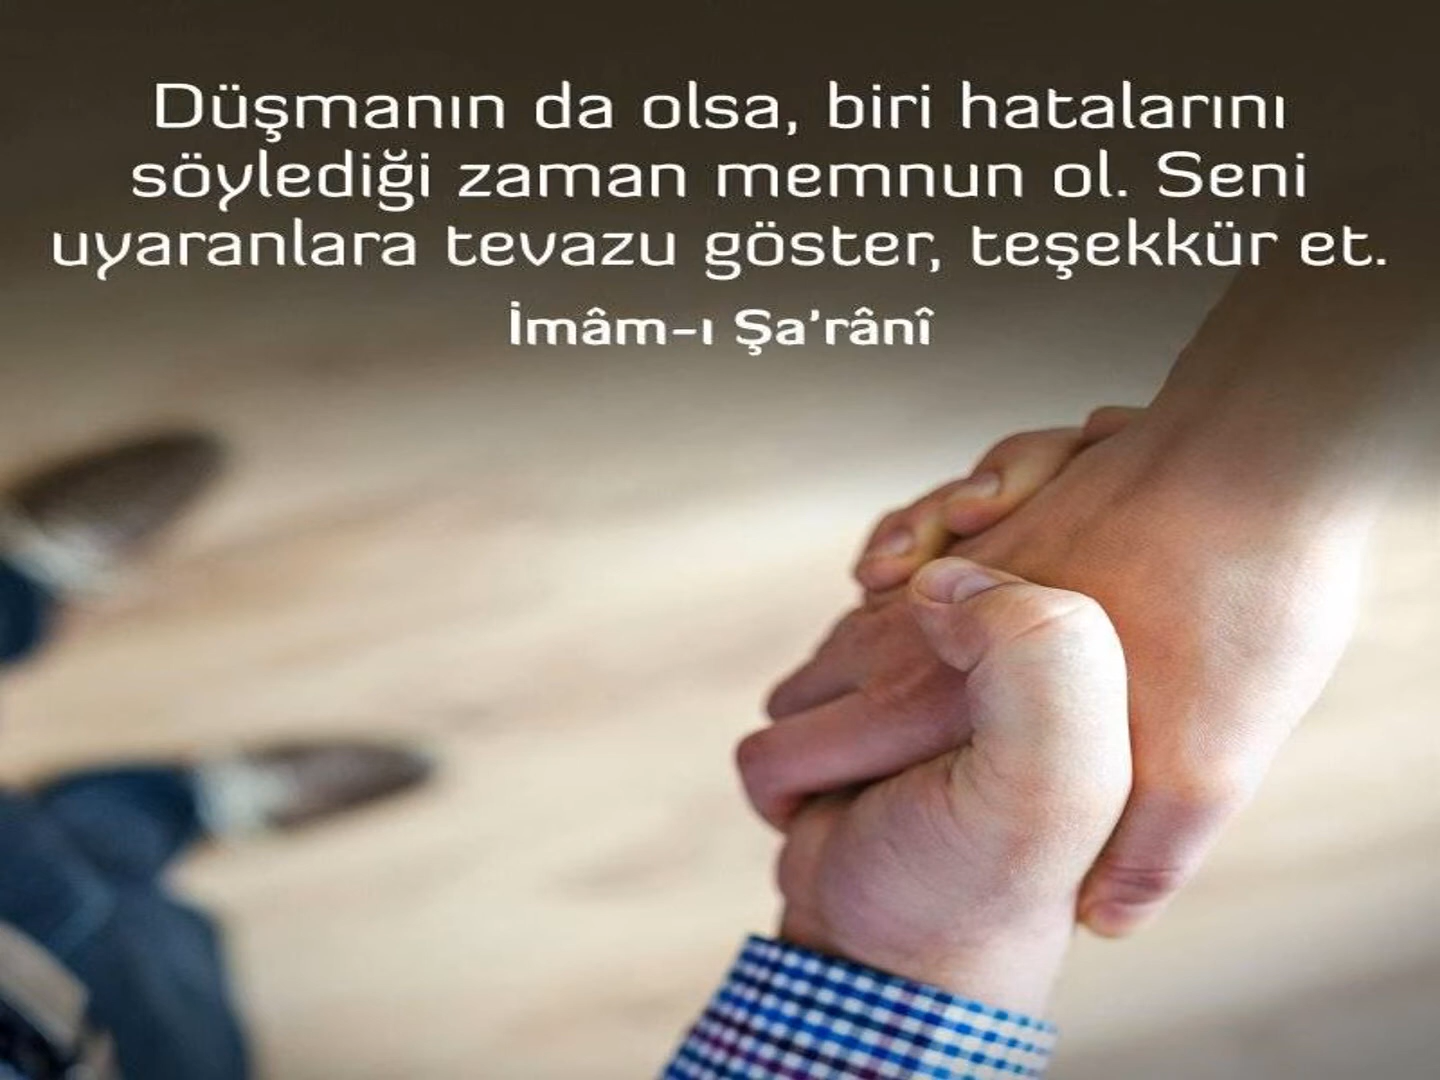 Düşmanın da olsa, biri hatalarını
söylediği zaman memnun ol. Seni
uyaranlara tevazu göster, teşekkür et.
İmâm-ı Şa’rânî